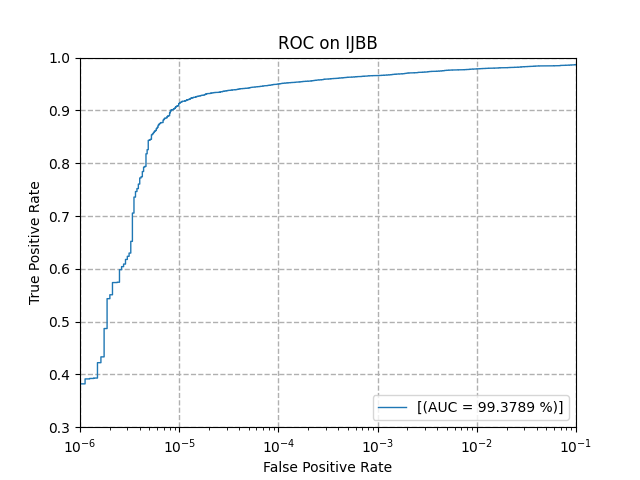 ROC on IJBB
True Positive Rate
1.0
0.9
0.8
0.7
0.6
0.5
0.4
0.3
[(AUC = 99.3789 %)]
10⁻⁶ 10⁻⁵ 10⁻⁴ 10⁻³ 10⁻² 10⁻¹
False Positive Rate